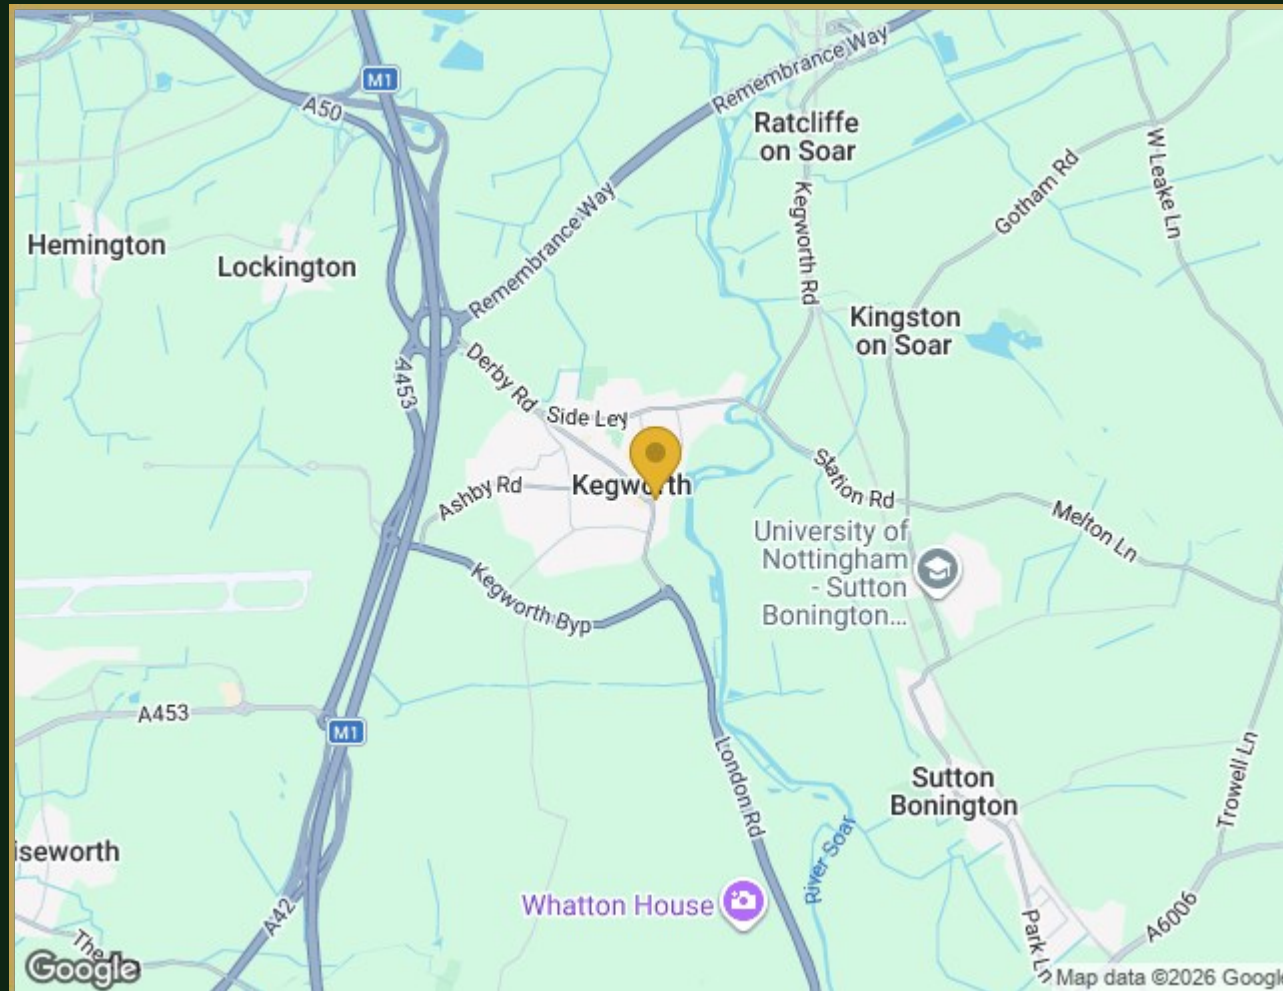 M1
A50
Remembrance Way
Ratcliffe
on Soar
W Leake Ln
Gotham Rd
Kegworth Rd
Hemington
Lockington
Remembrance Way
Kingston
on Soar
A453
Derby Rd
Side Ley
Station Rd
Ashby Rd
Kegworth
Melton Ln
University of
Nottingham
- Sutton
Bonington...
Kegworth Byp
A453
M1
London Rd
Sutton
Bonington
Trowell Ln
iseworth
River Soar
Whatton House
A42
Park Ln
A6006
Google
Map data ©2026 Google